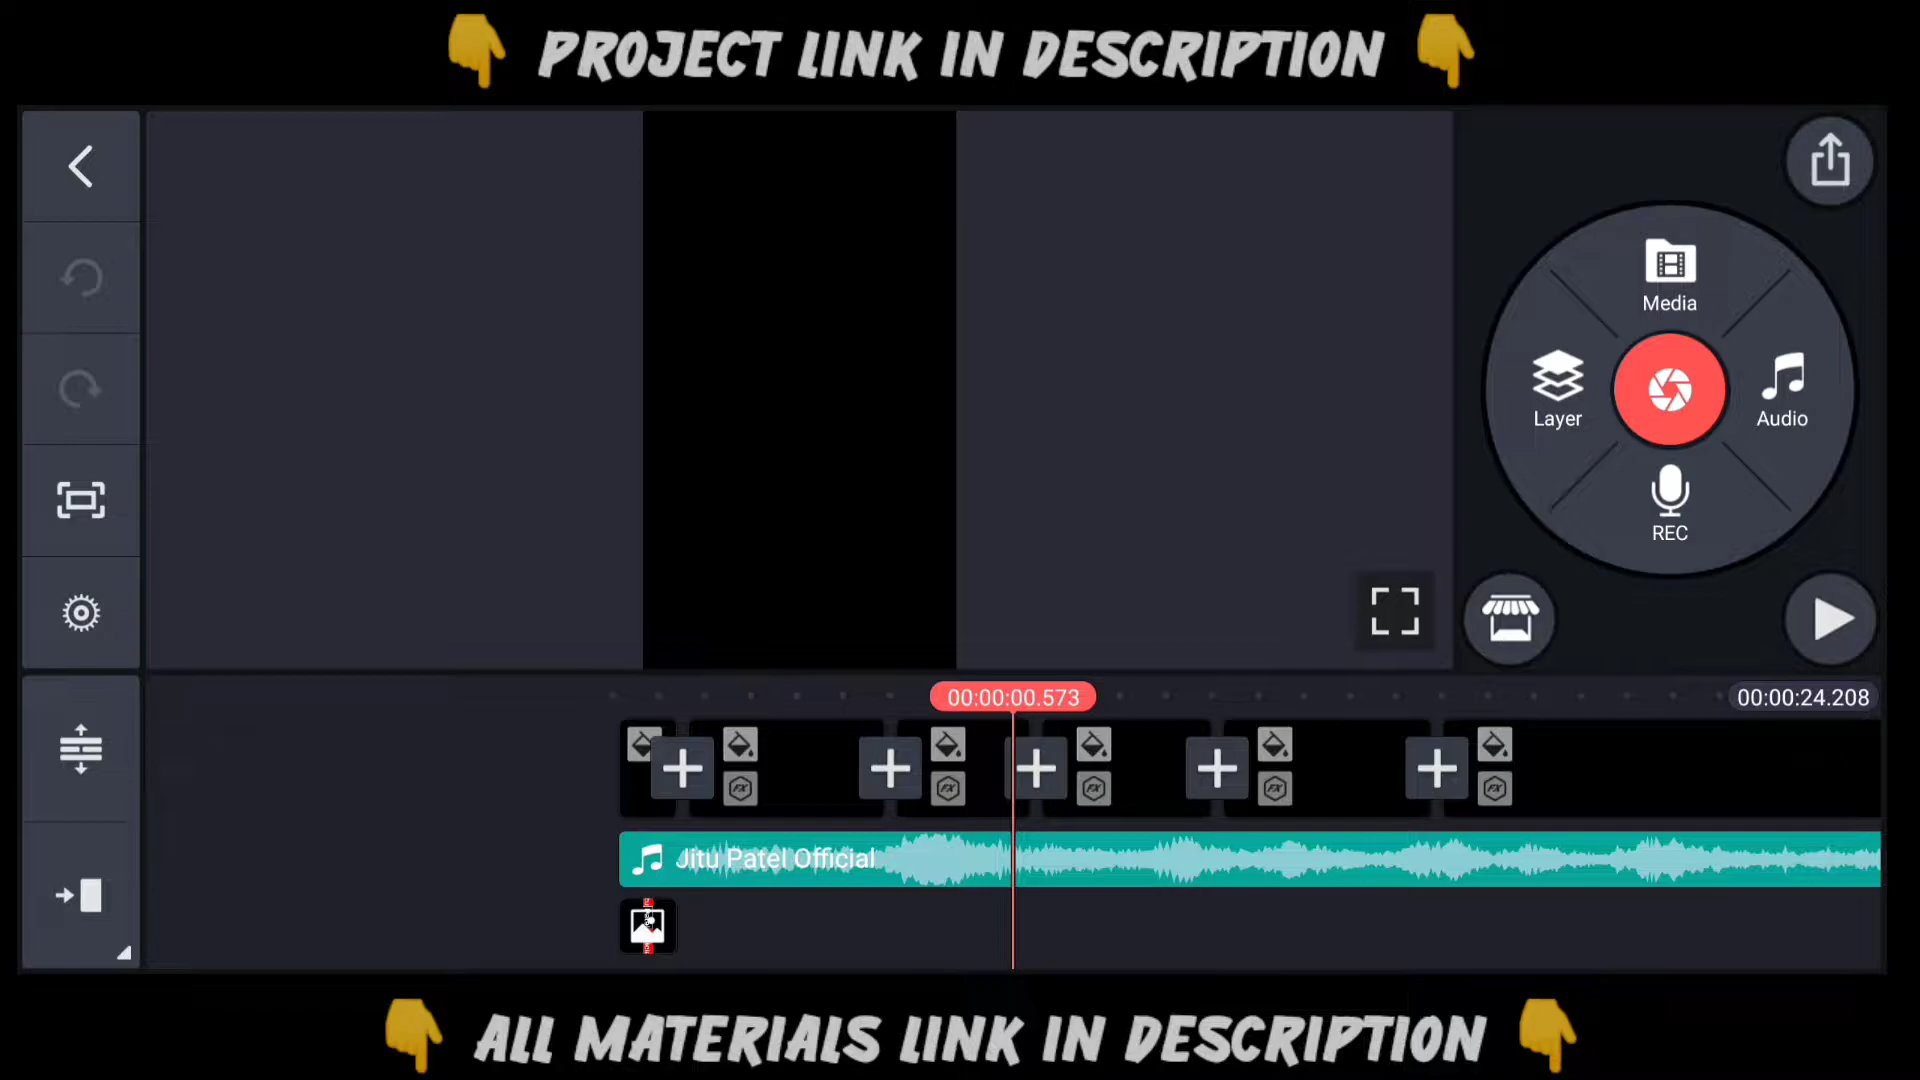 PROJECT LINK IN DESCRIPTION
Media
Layer
Audio
REC
00:00:00.573
00:00:24.208
Jitu Patel Official
ALL MATERIALS LINK IN DESCRIPTION